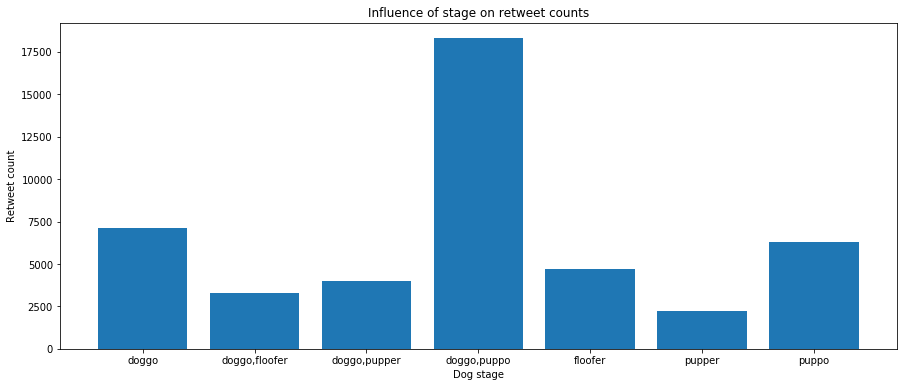 Influence of stage on retweet counts
17500
15000
12500
10000
7500
5000
2500
0
Retweet count
doggo doggo,floofer doggo,pupper doggo,puppo floofer pupper puppo
Dog stage